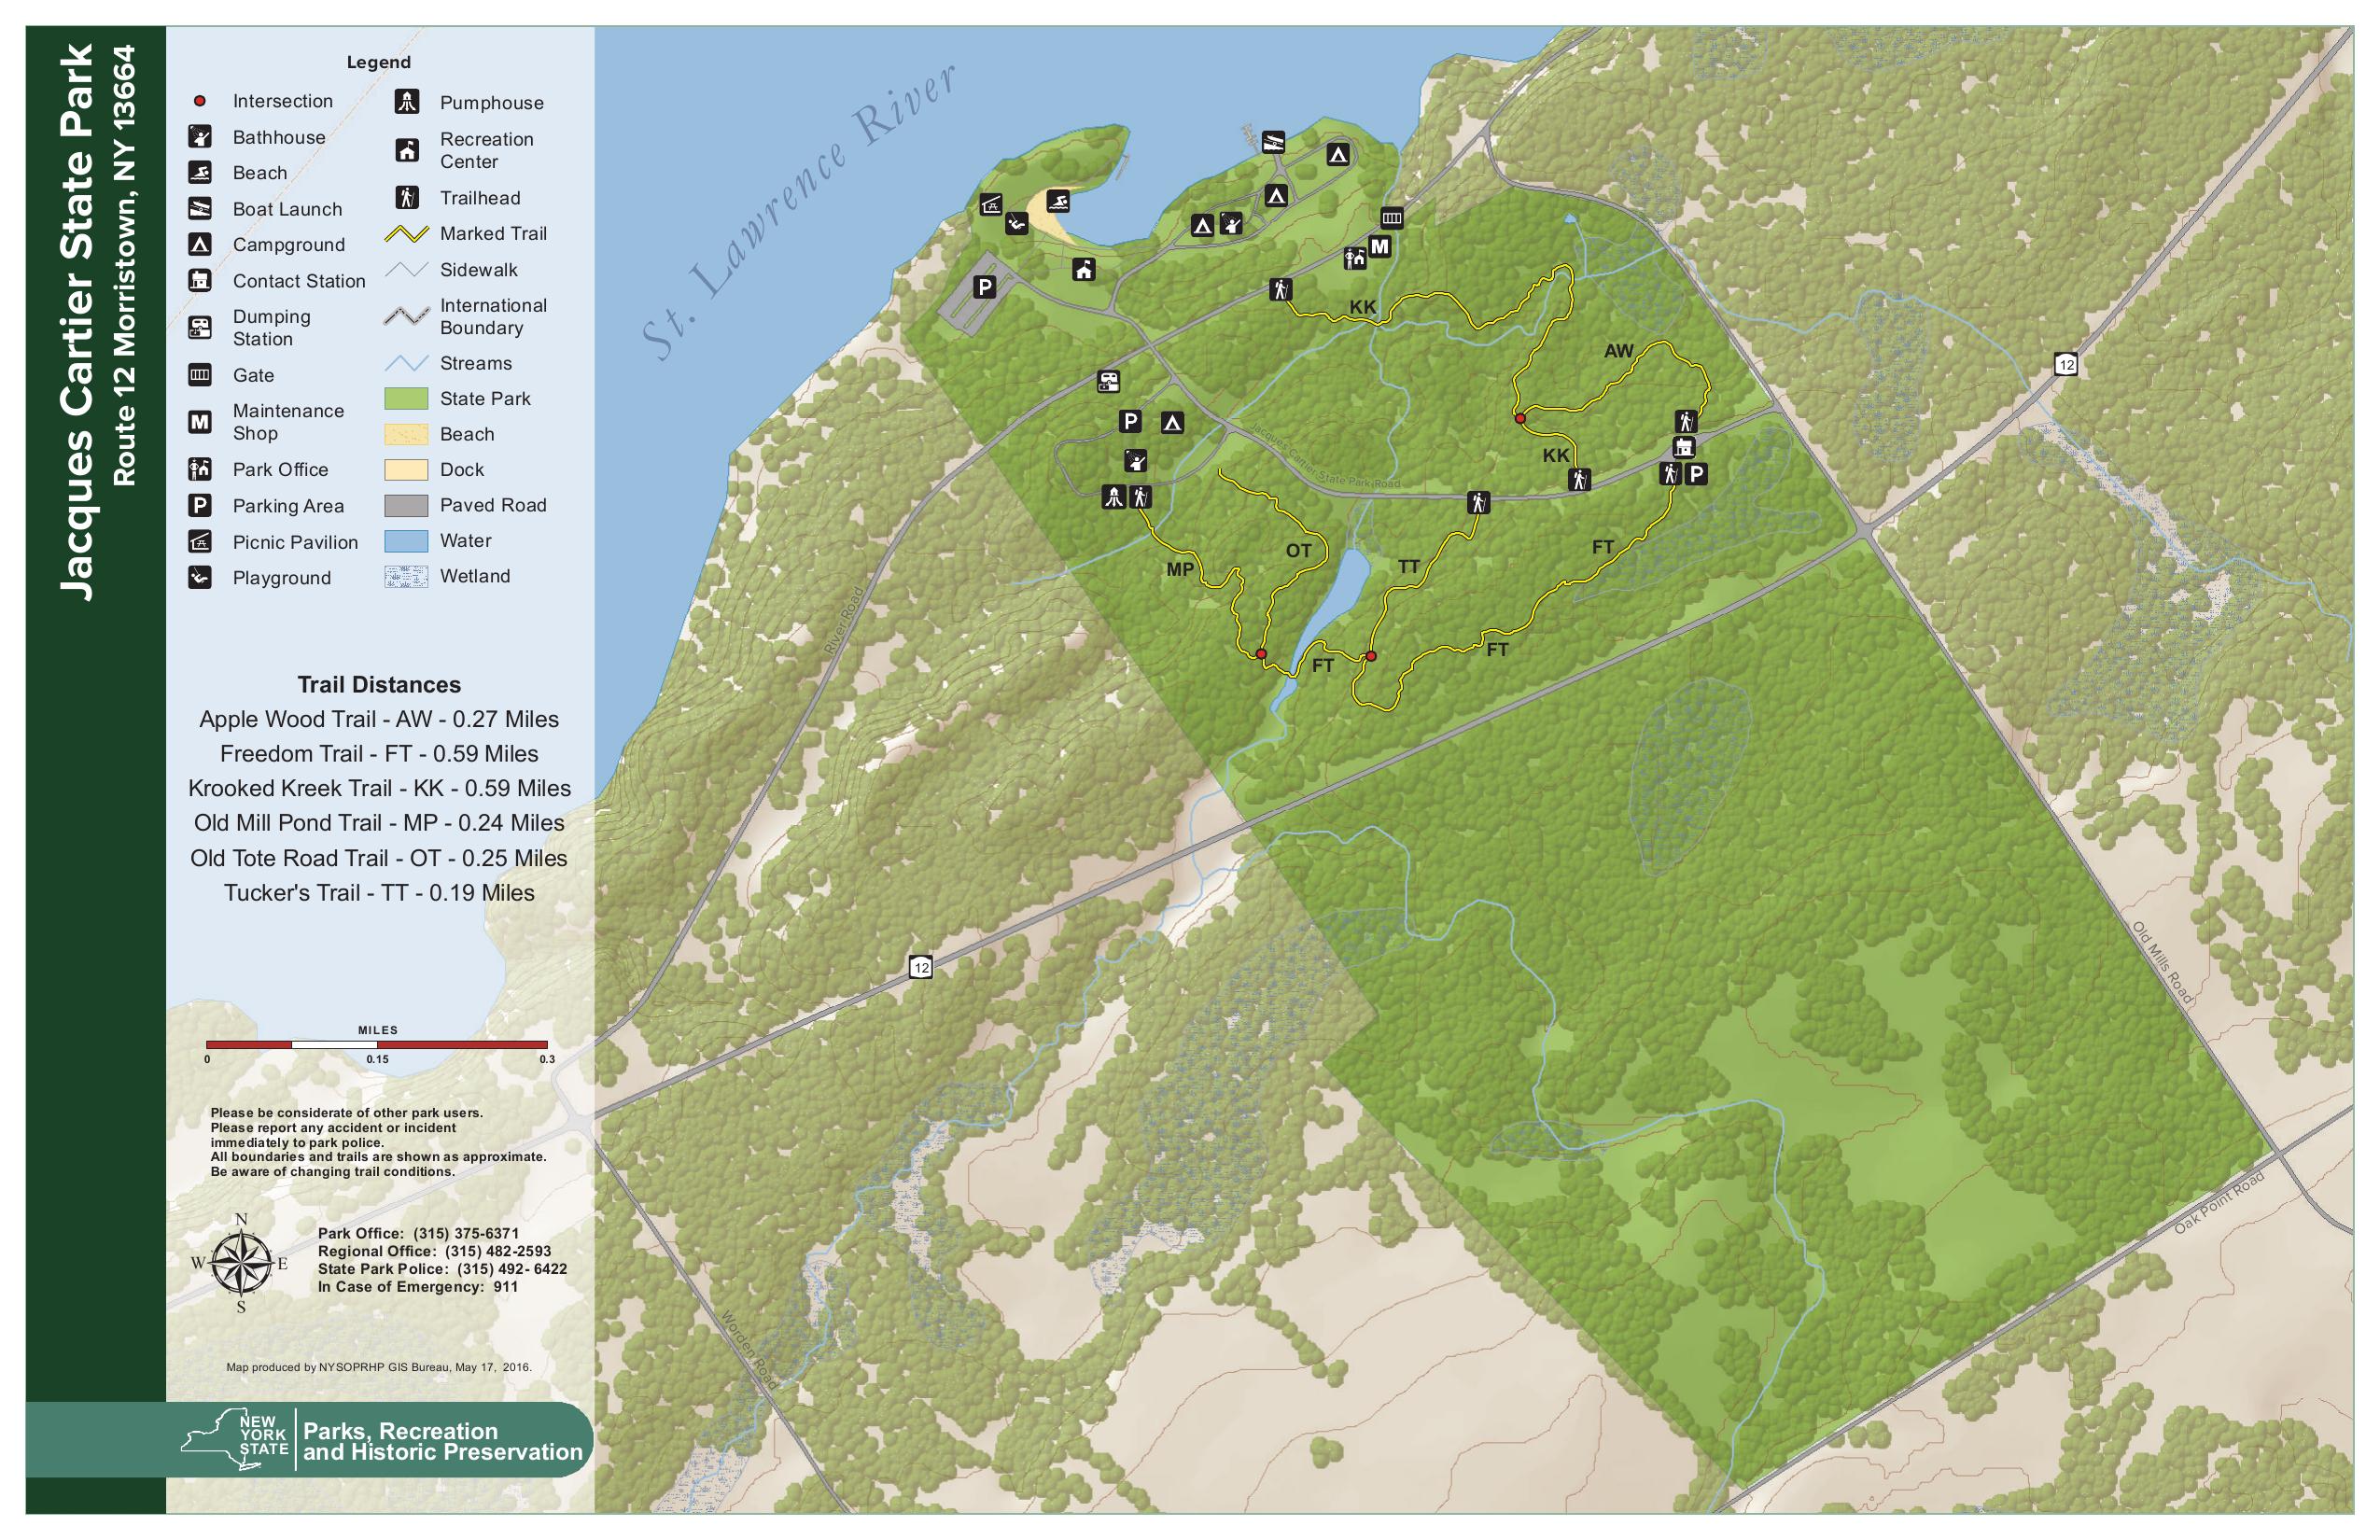 Jacques Cartier State Park
Route 12 Morristown, NY 13664
Legend
Intersection
Bathhouse
Beach
Boat Launch
Campground
Contact Station
Dumping
Station
Gate
Maintenance
Shop
Park Office
Parking Area
Picnic Pavilion
Playground
Pumphouse
Recreation
Center
Trailhead
Marked Trail
Sidewalk
International
Boundary
Streams
State Park
Beach
Dock
Paved Road
Water
Wetland
M
P
Trail Distances
Apple Wood Trail - AW - 0.27 Miles
Freedom Trail - FT - 0.59 Miles
Krooked Kreek Trail - KK - 0.59 Miles
Old Mill Pond Trail - MP - 0.24 Miles
Old Tote Road Trail - OT - 0.25 Miles
Tucker's Trail - TT - 0.19 Miles
MILES
0 0.15 0.3
Please be considerate of other park users.
Please report any accident or incident
immediately to park police.
All boundaries and trails are shown as approximate.
Be aware of changing trail conditions.
N
W E
S
Park Office: (315) 375-6371
Regional Office: (315) 482-2593
State Park Police: (315) 492- 6422
In Case of Emergency: 911
Map produced by NYSOPRHP GIS Bureau, May 17, 2016.
NEW
YORK
STATE
Parks, Recreation
and Historic Preservation
St. Lawrence River
P
M
KK
AW
12
P
KK
Jacques Cartier State Park Road
P
OT
FT
MP
TT
River Road
FT
FT
12
Old Mills Road
Oak Point Road
Worden Road